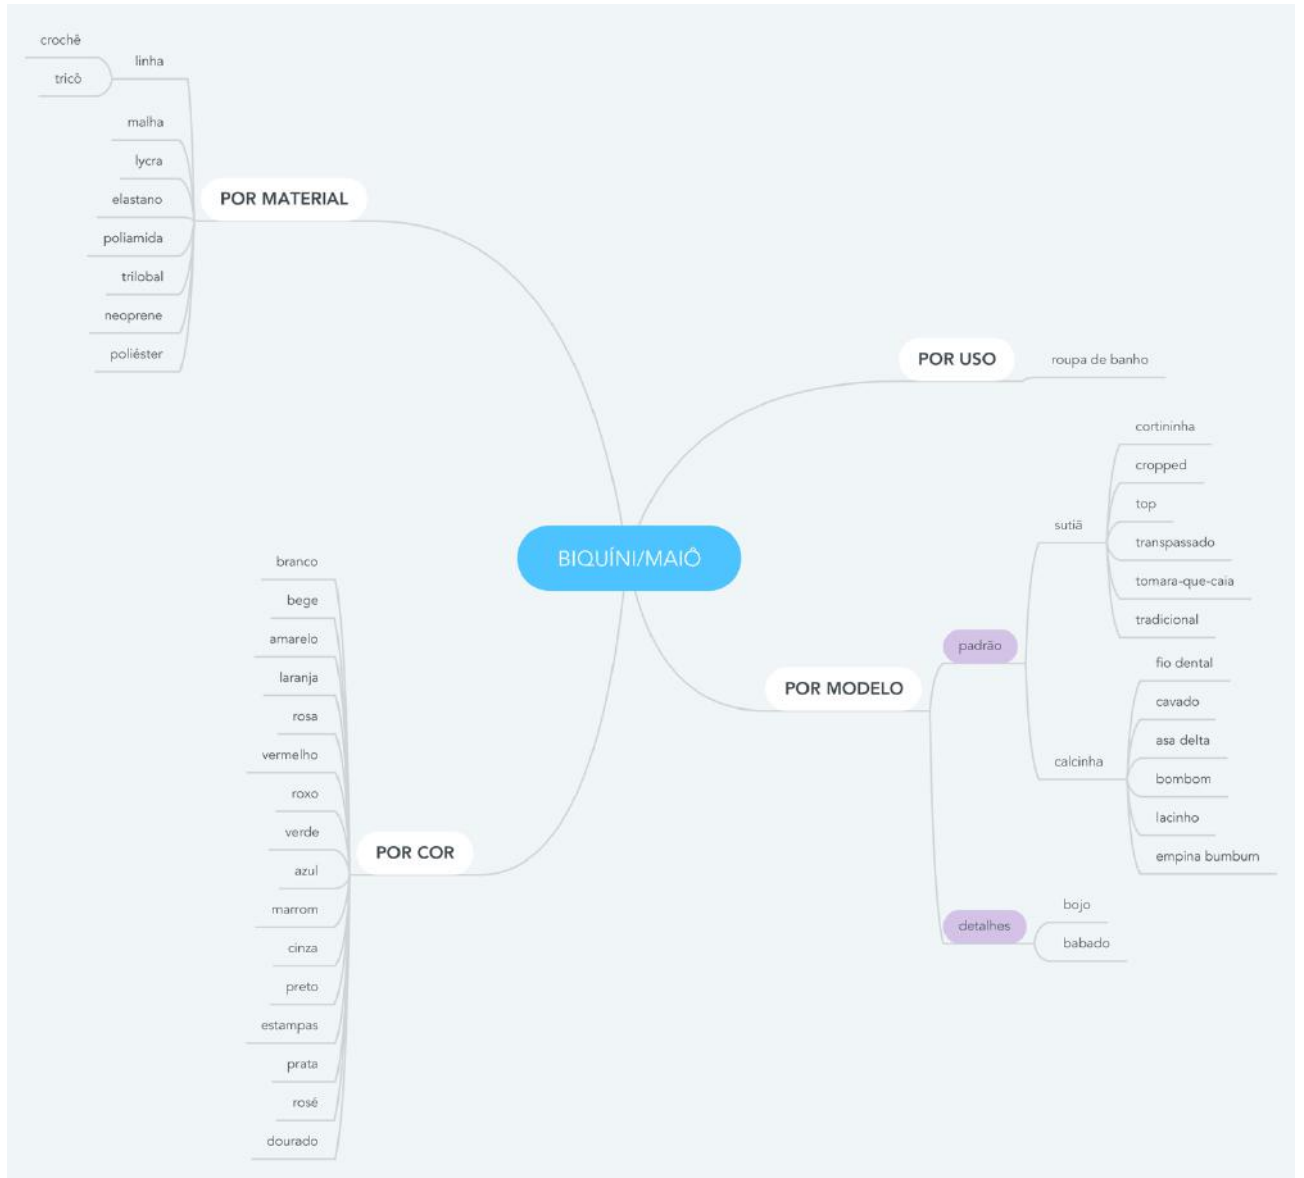 crochê
tricô
linha
malha
lycra
elastano
poliamida
trilobal
neoprene
poliéster
POR MATERIAL
POR USO
roupa de banho
BIQUÍNI/MAIÔ
cortininha
cropped
top
transpassado
tomara-que-caia
tradicional
sutiã
padrão
fio dental
cavado
asa delta
bombom
lacinho
empina bumbum
calcinha
POR MODELO
detalhes
bojo
babado
branco
bege
amarelo
laranja
rosa
vermelho
roxo
verde
azul
marrom
cinza
preto
estampas
prata
rosé
dourado
POR COR